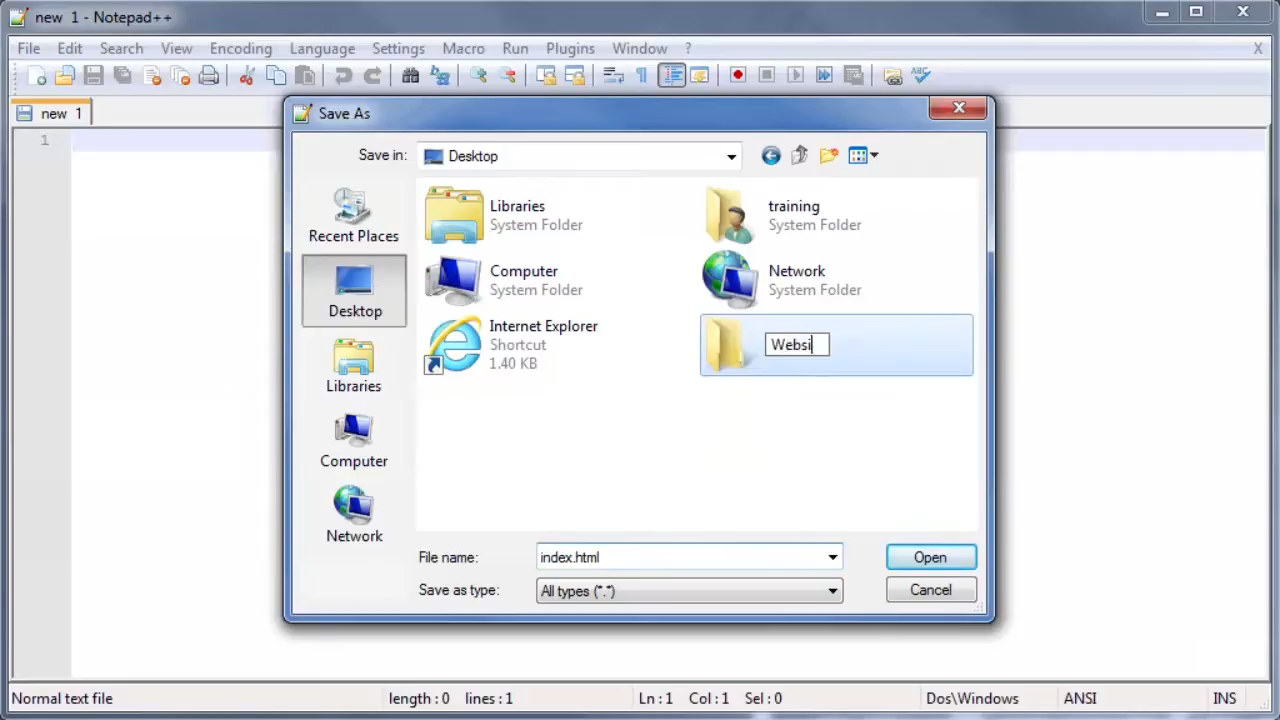 new 1 - Notepad++
File Edit Search View Encoding Language Settings Macro Run Plugins Window ? X
ABC
new 1
1
Save As
Save in: Desktop
Recent Places
Desktop
Libraries
Computer
Network
Libraries
System Folder
training
System Folder
Computer
System Folder
Network
System Folder
Internet Explorer
Shortcut
1.40 KB
Websi
File name: index.html Open
Save as type: All types (*.*) Cancel
Normal text file length : 0 lines : 1 Ln : 1 Col : 1 Sel : 0 Dos\Windows ANSI INS